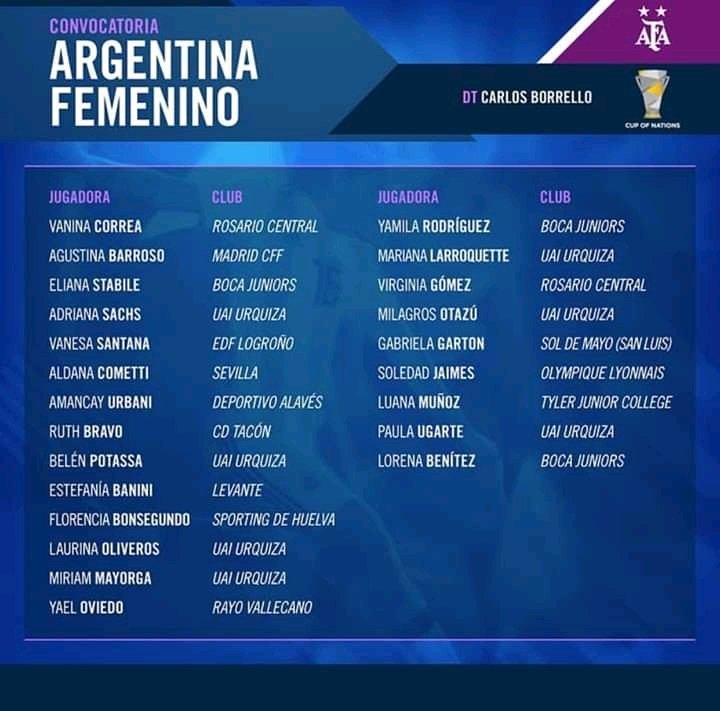 CONVOCATORIA
ARGENTINA
FEMENINO
AFA
DT CARLOS BORRELLO
CUP OF NATIONS
JUGADORA CLUB
VANINA CORREA ROSARIO CENTRAL
AGUSTINA BARROSO MADRID CFF
ELIANA STABILE BOCA JUNIORS
ADRIANA SACHS UAI URQUIZA
VANESA SANTANA EDF LOGROÑO
ALDANA COMETTI SEVILLA
AMANCAY URBANI DEPORTIVO ALAVÉS
RUTH BRAVO CD TACÓN
BELÉN POTASSA UAI URQUIZA
ESTEFANÍA BANINI LEVANTE
FLORENCIA BONSEGUNDO SPORTING DE HUELVA
LAURINA OLIVEROS UAI URQUIZA
MIRIAM MAYORGA UAI URQUIZA
YAEL OVIEDO RAYO VALLECANO
JUGADORA CLUB
YAMILA RODRÍGUEZ BOCA JUNIORS
MARIANA LARROQUETTE UAI URQUIZA
VIRGINIA GÓMEZ ROSARIO CENTRAL
MILAGROS OTAZÚ UAI URQUIZA
GABRIELA GARTON SOL DE MAYO (SAN LUIS)
SOLEDAD JAIMES OLYMPIQUE LYONNAIS
LUANA MUÑOZ TYLER JUNIOR COLLEGE
PAULA UGARTE UAI URQUIZA
LORENA BENÍTEZ BOCA JUNIORS